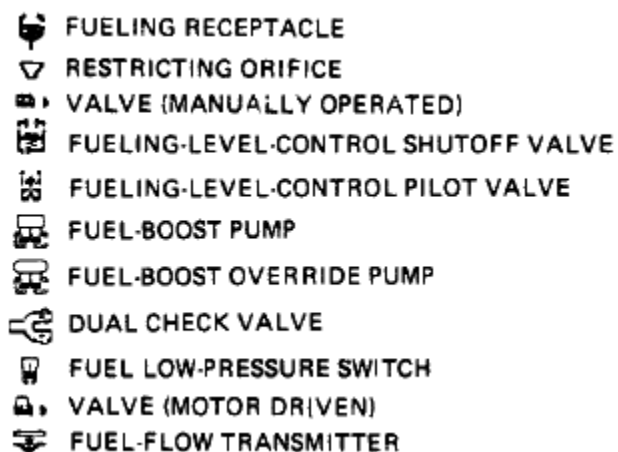 FUELING RECEPTACLE
RESTRICTING ORIFICE
VALVE (MANUALLY OPERATED)
FUELING-LEVEL-CONTROL SHUTOFF VALVE
FUELING-LEVEL-CONTROL PILOT VALVE
FUEL-BOOST PUMP
FUEL-BOOST OVERRIDE PUMP
DUAL CHECK VALVE
FUEL LOW-PRESSURE SWITCH
VALVE (MOTOR DRIVEN)
FUEL-FLOW TRANSMITTER